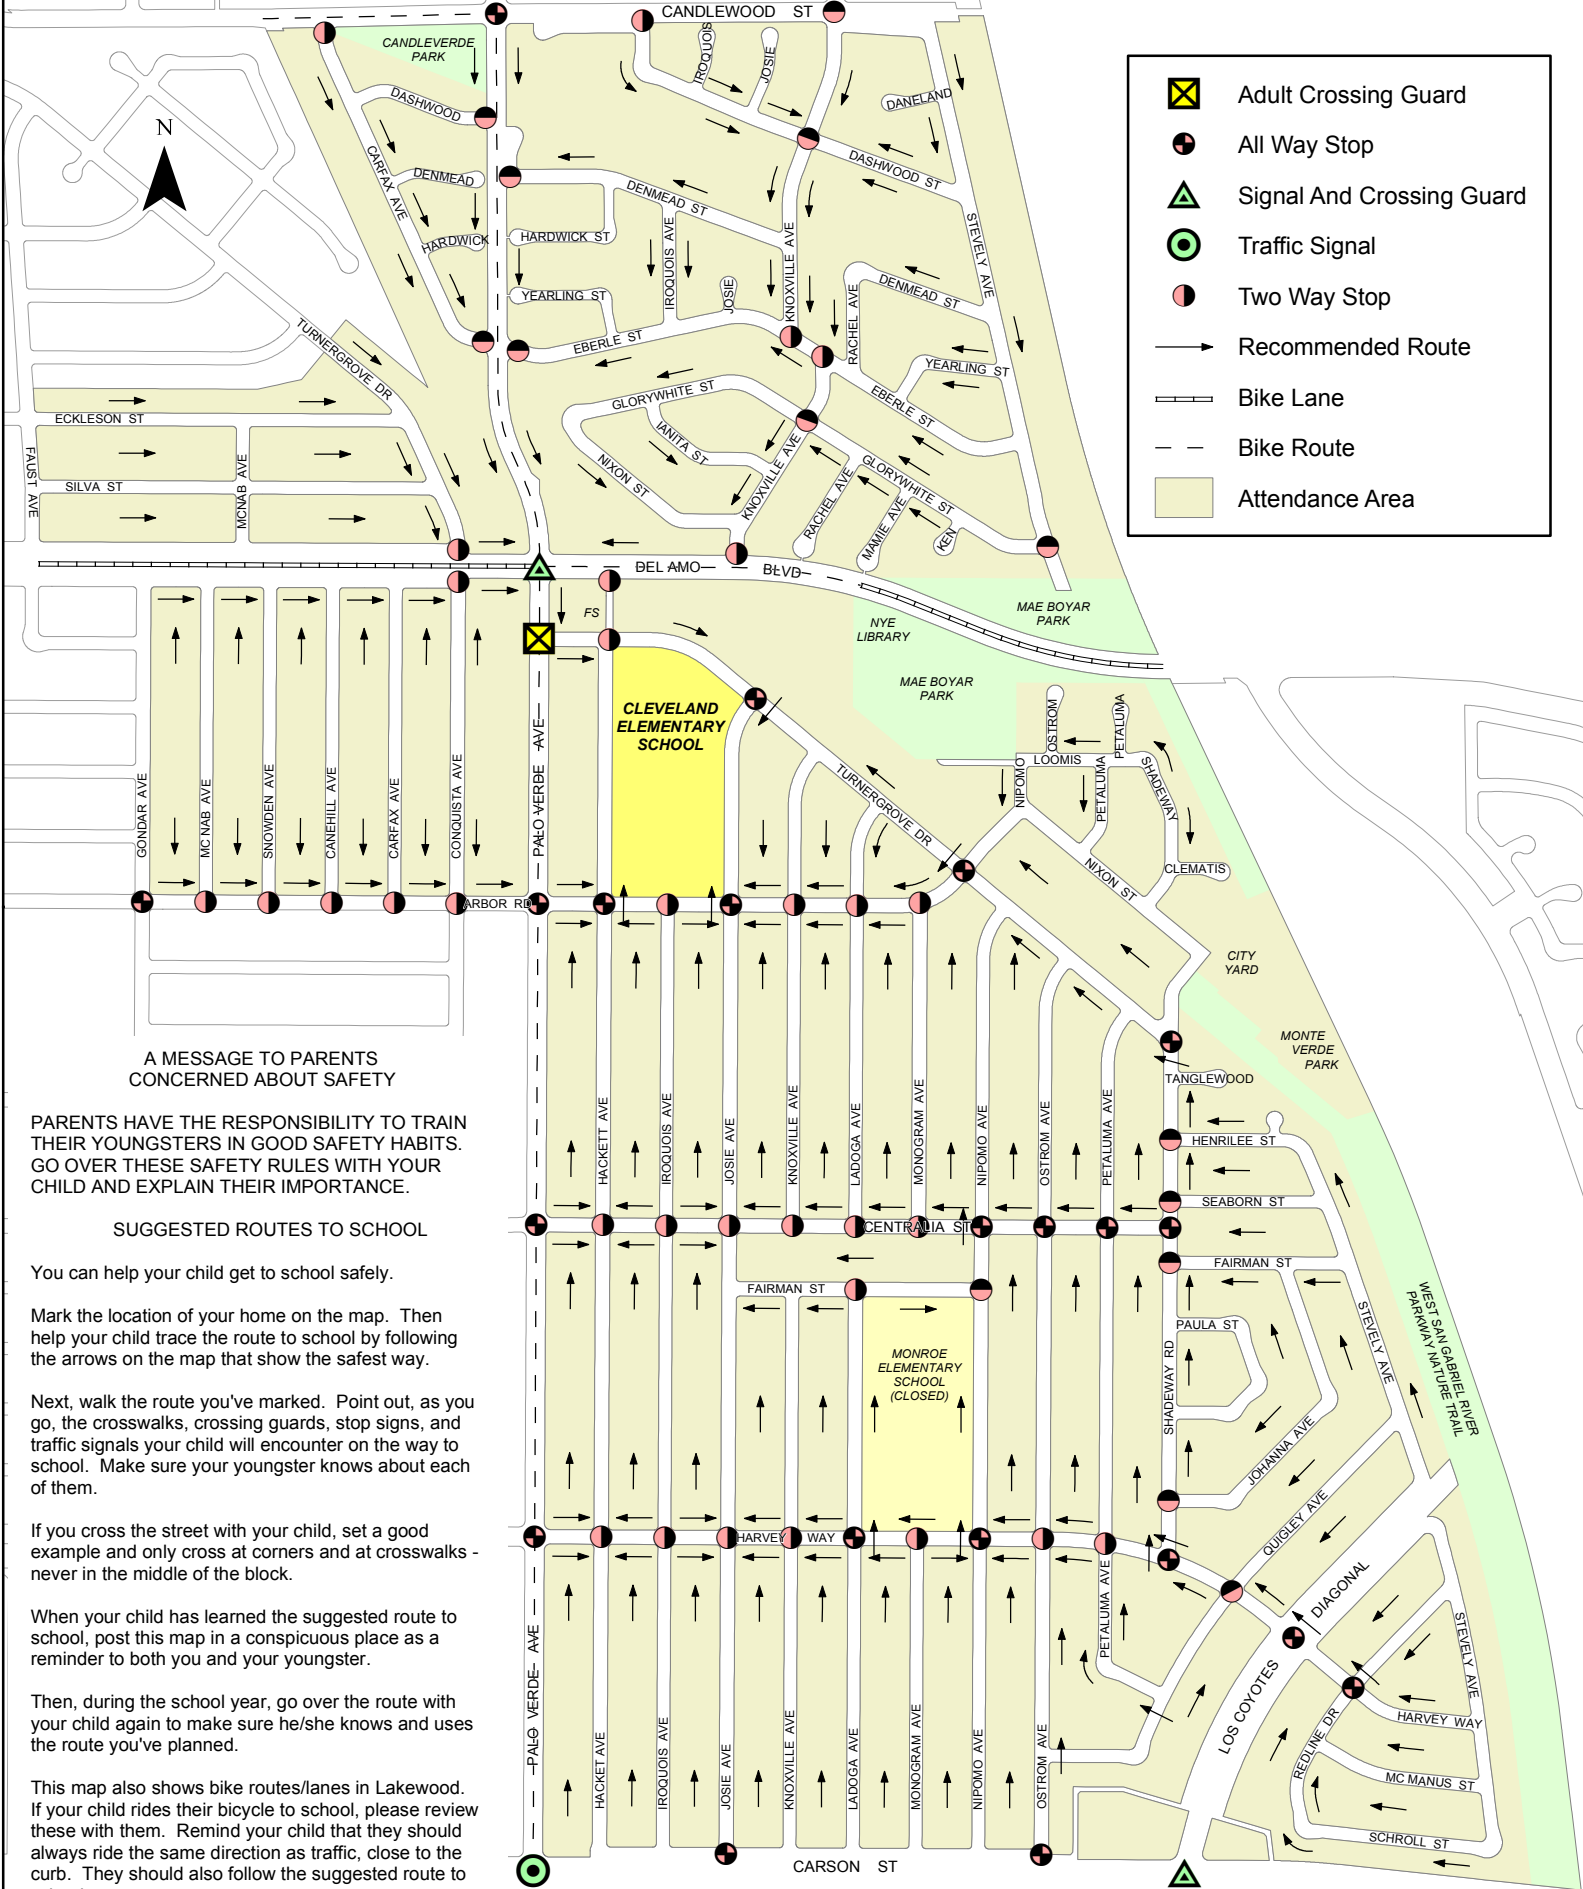 CANDLEWOOD ST
CANDLEVERDE
PARK
IROQUOIS
JOSIE
DANELAND
DASHWOOD
N
CARFAX AVE
DENMEAD
HARDWICK
HARDWICK ST
DENMEAD ST
DASHWOOD ST
IROQUOIS AVE
JOSIE
KNOXVILLE AVE
STEVELY AVE
YEARLING ST
EBERLE ST
RACHEL AVE
DENMEAD ST
YEARLING ST
EBERLE ST
TURNERGROVE DR
GLORYWHITE ST
IANITA ST
NIXON ST
KNOXVILLE AVE
RACHEL AVE
MAMIE AVE
GLORYWHITE ST
KEN
ECKLESON ST
FAUST AVE
MCNAB AVE
SILVA ST
DEL AMO BLVD
Adult Crossing Guard
All Way Stop
Signal And Crossing Guard
Traffic Signal
Two Way Stop
Recommended Route
Bike Lane
Bike Route
Attendance Area
FS
NYE
LIBRARY
MAE BOYAR
PARK
MAE BOYAR
PARK
CLEVELAND
ELEMENTARY
SCHOOL
GONDAR AVE
MC NAB AVE
SNOWDEN AVE
CANEHILL AVE
CARFAX AVE
CONQUISTA AVE
PALO VERDE AVE
ARBOR RD
TURNERGROVE DR
OSTROM
PETALUMA
LOOMIS
NIPOMO
PETALUMA
SHADEWAY
CLEMATIS
NIXON ST
CITY
YARD
MONTE
VERDE
PARK
TANGLEWOOD
HENRILEE ST
SEABORN ST
HACKETT AVE
IROQUOIS AVE
JOSIE AVE
KNOXVILLE AVE
LADOGA AVE
MONOGRAM AVE
NIPOMO AVE
OSTROM AVE
PETALUMA AVE
CENTRALIA ST
FAIRMAN ST
FAIRMAN ST
STEVELY AVE
WEST SAN GABRIEL RIVER
PARKWAY NATURE TRAIL
PAULA ST
SHADEWAY RD
JOHANNA AVE
QUIGLEY AVE
MONROE
ELEMENTARY
SCHOOL
(CLOSED)
HARVEY WAY
PETALUMA AVE
LOS COYOTES DIAGONAL
STEVELY AVE
HARVEY WAY
REDLINE DR
MC MANUS ST
SCHROLL ST
PALO VERDE AVE
HACKET AVE
IROQUOIS AVE
JOSIE AVE
KNOXVILLE AVE
LADOGA AVE
MONOGRAM AVE
NIPOMO AVE
OSTROM AVE
CARSON ST
A MESSAGE TO PARENTS
CONCERNED ABOUT SAFETY
PARENTS HAVE THE RESPONSIBILITY TO TRAIN
THEIR YOUNGSTERS IN GOOD SAFETY HABITS.
GO OVER THESE SAFETY RULES WITH YOUR
CHILD AND EXPLAIN THEIR IMPORTANCE.
SUGGESTED ROUTES TO SCHOOL
You can help your child get to school safely.
Mark the location of your home on the map. Then
help your child trace the route to school by following
the arrows on the map that show the safest way.
Next, walk the route you've marked. Point out, as you
go, the crosswalks, crossing guards, stop signs, and
traffic signals your child will encounter on the way to
school. Make sure your youngster knows about each
of them.
If you cross the street with your child, set a good
example and only cross at corners and at crosswalks -
never in the middle of the block.
When your child has learned the suggested route to
school, post this map in a conspicuous place as a
reminder to both you and your youngster.
Then, during the school year, go over the route with
your child again to make sure he/she knows and uses
the route you've planned.
This map also shows bike routes/lanes in Lakewood.
If your child rides their bicycle to school, please review
these with them. Remind your child that they should
always ride the same direction as traffic, close to the
curb. They should also follow the suggested route to